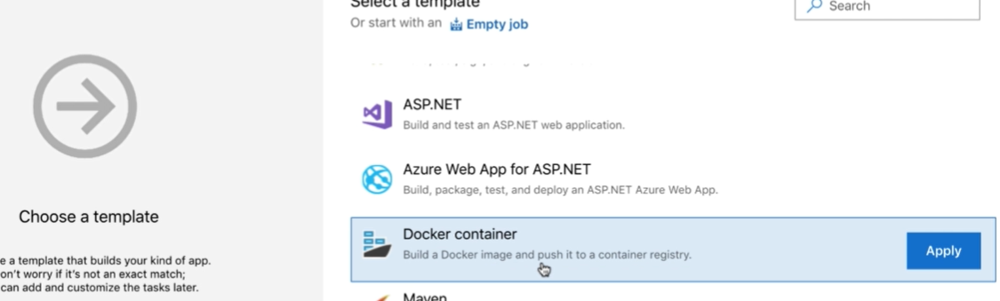 Select a template
Search
Or start with an Empty job
ASP.NET
Build and test an ASP.NET web application.
Azure Web App for ASP.NET
Build, package, test, and deploy an ASP.NET Azure Web App.
Choose a template
Docker container
Build a Docker image and push it to a container registry.
Apply
e a template that builds your kind of app.
on't worry if it's not an exact match;
can add and customize the tasks later.
Maven